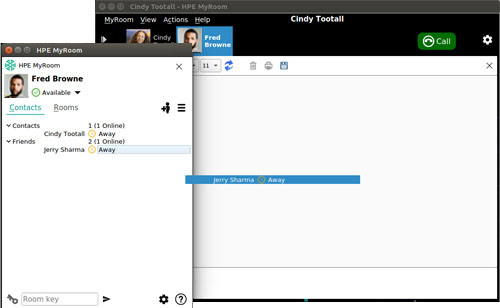 Cindy Tootall - HPE MyRoom
MyRoom View Actions Help
Cindy Tootall
Cindy
Fred
Browne
Call
11
Jerry Sharma Away
HPE MyRoom
HPE MyRoom
Fred Browne
Available
Contacts Rooms
Contacts 1 (1 Online)
Cindy Tootall Away
Friends 2 (1 Online)
Jerry Sharma Away
Room key